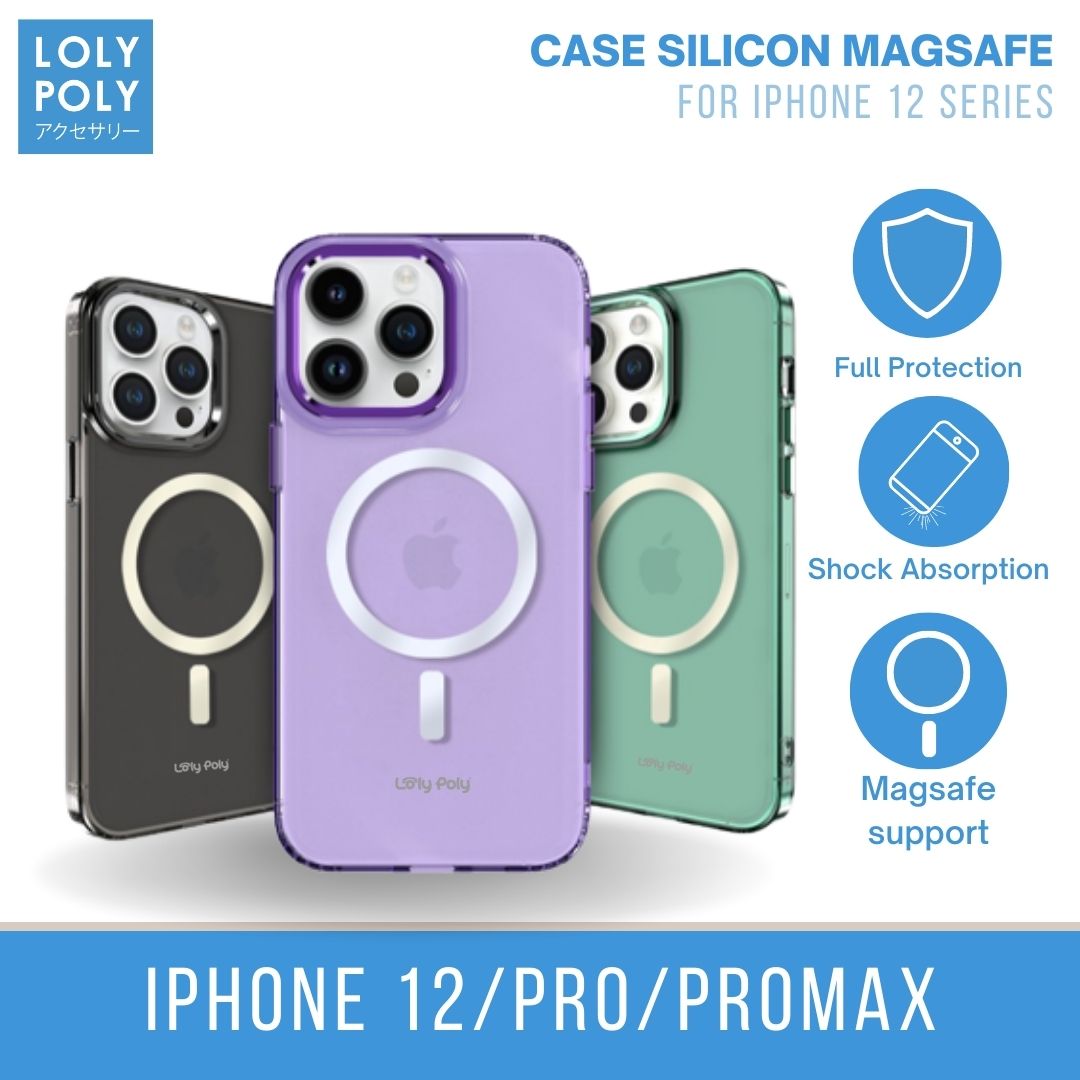 LOLY
POLY
アクセサリー
CASE SILICON MAGSAFE
FOR IPHONE 12 SERIES
Full Protection
Shock Absorption
Magsafe
support
Loly Poly
Loly Poly
Loly Poly
IPHONE 12/PRO/PROMAX